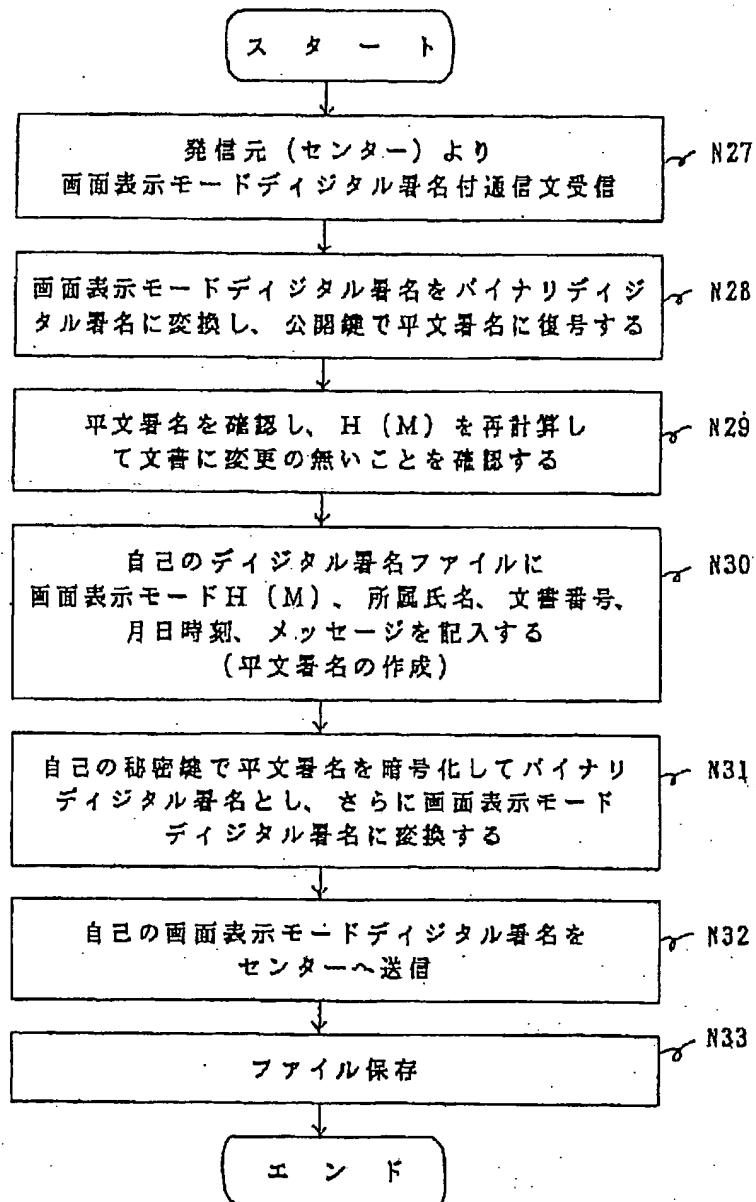 スタート
発信元(センター)より
画面表示モードディジタル署名付通信文受信
N27
画面表示モードディジタル署名をバイナリディジ
タル署名に変換し、公開鍵で平文署名に復号する
N28
平文署名を確認し、H(M)を再計算し
て文書に変更の無いことを確認する
N29
自己のディジタル署名ファイルに
画面表示モードH(M)、所属氏名、文書番号、
月日時刻、メッセージを記入する
(平文署名の作成)
N30
自己の秘密鍵で平文署名を暗号化してバイナリ
ディジタル署名とし、さらに画面表示モード
ディジタル署名に変換する
N31
自己の画面表示モードディジタル署名を
センターへ送信
N32
ファイル保存
N33
エンド